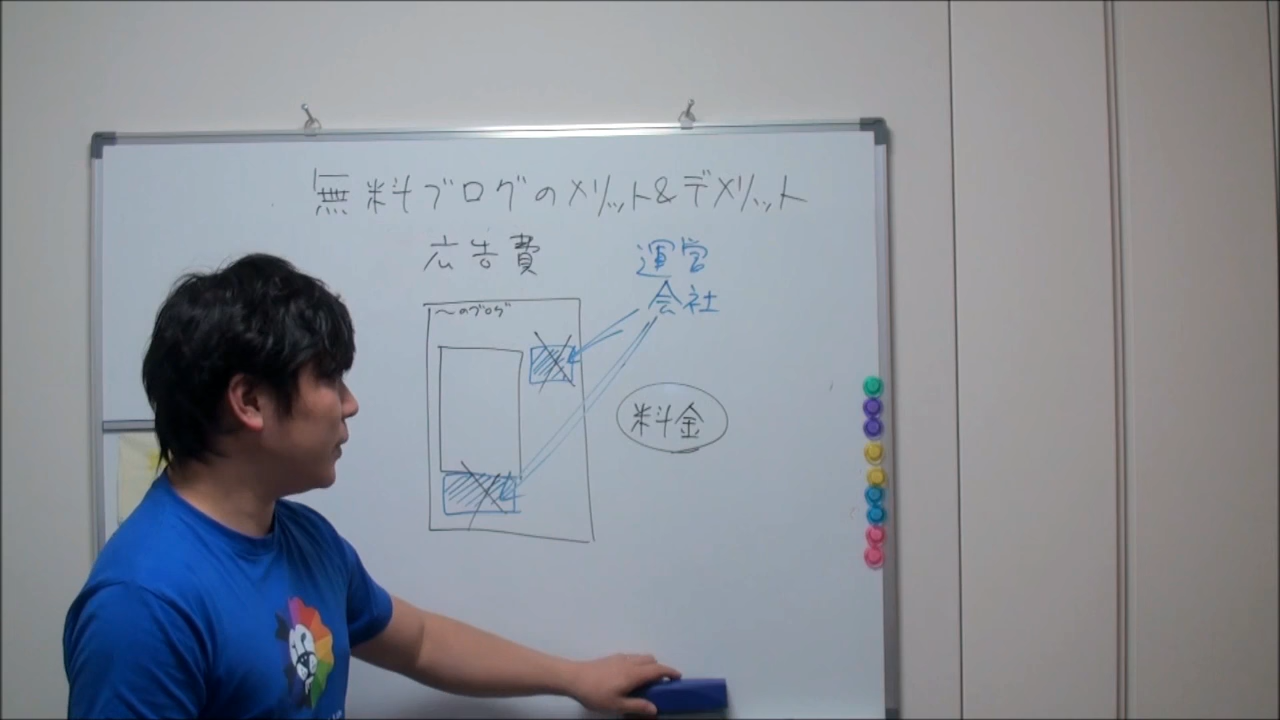 無料ブログのメリット&デメリット
広告費
運営
会社
〜のブログ
料金